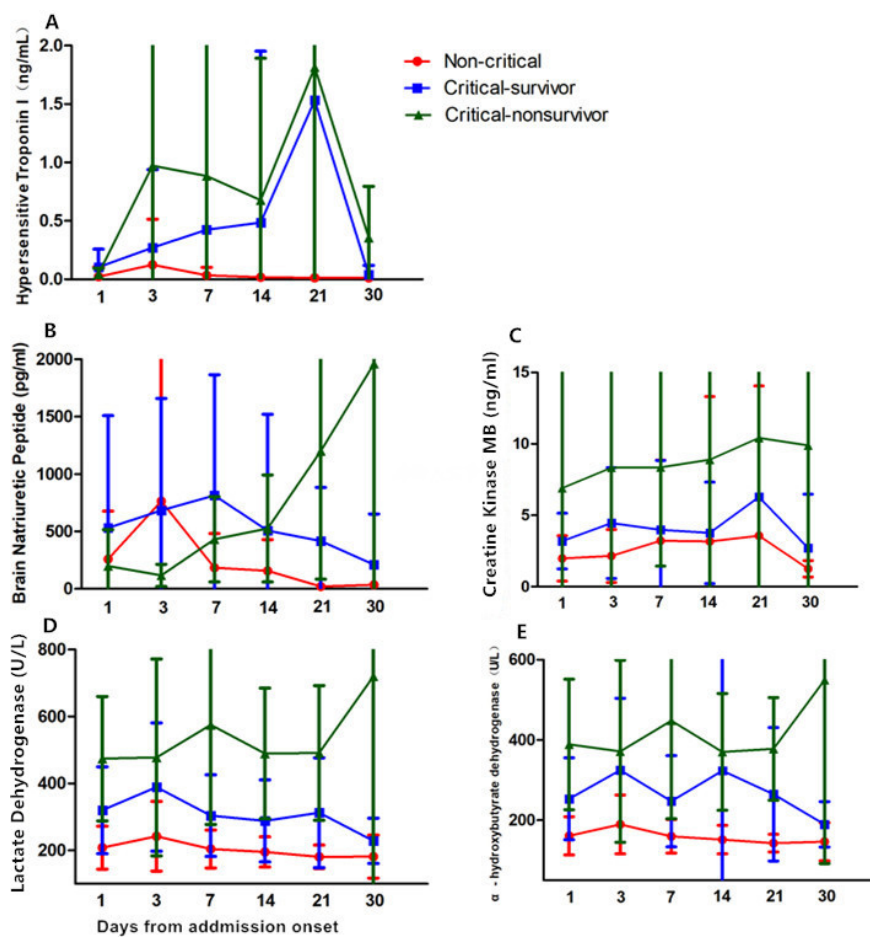 A
Hypersensitive Troponin I (ng/mL)
2.0
1.5
1.0
0.5
0.0
1 3 7 14 21 30
Non-critical
Critical-survivor
Critical-nonsurvivor
B
Brain Natriuretic Peptide (pg/ml)
2000
1500
1000
500
0
1 3 7 14 21 30
C
Creatine Kinase MB (ng/ml)
15
10
5
0
1 3 7 14 21 30
D
Lactate Dehydrogenase (U/L)
800
600
400
200
1 3 7 14 21 30
Days from addmission onset
E
α - hydroxybutyrate dehydrogenase (U/L)
600
400
200
1 3 7 14 21 30